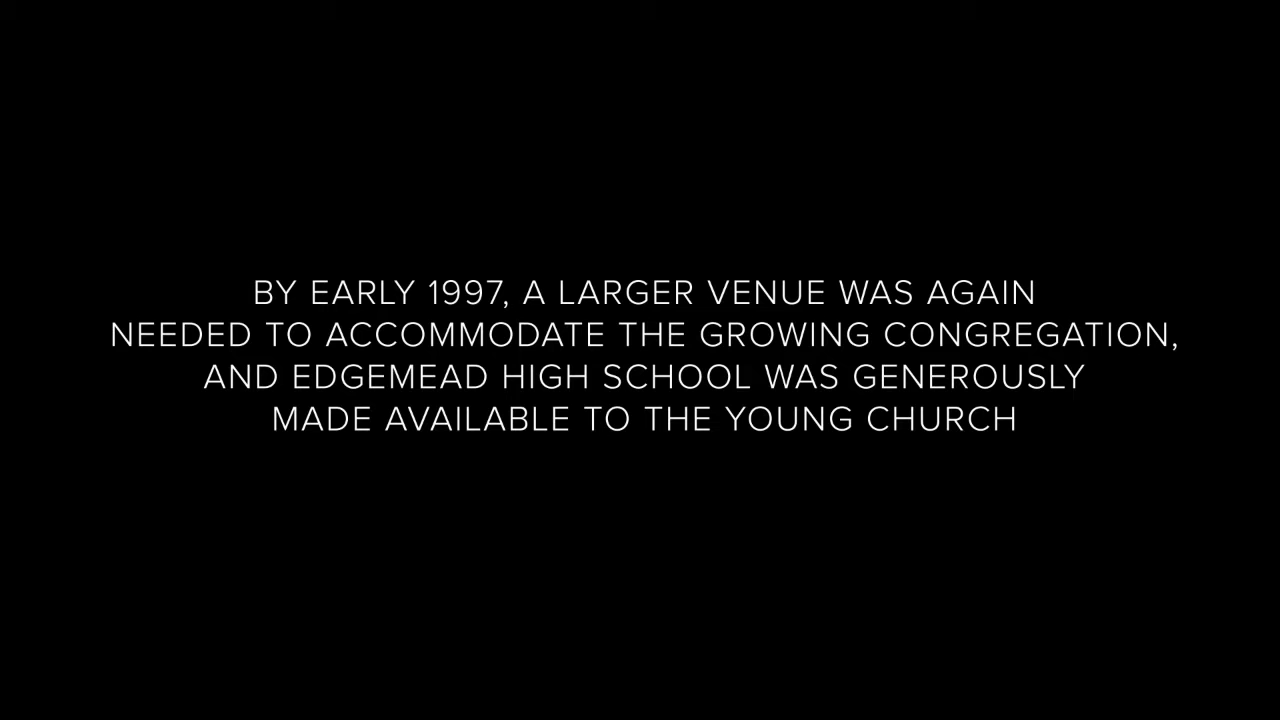 BY EARLY 1997, A LARGER VENUE WAS AGAIN
NEEDED TO ACCOMMODATE THE GROWING CONGREGATION,
AND EDGEMEAD HIGH SCHOOL WAS GENEROUSLY
MADE AVAILABLE TO THE YOUNG CHURCH